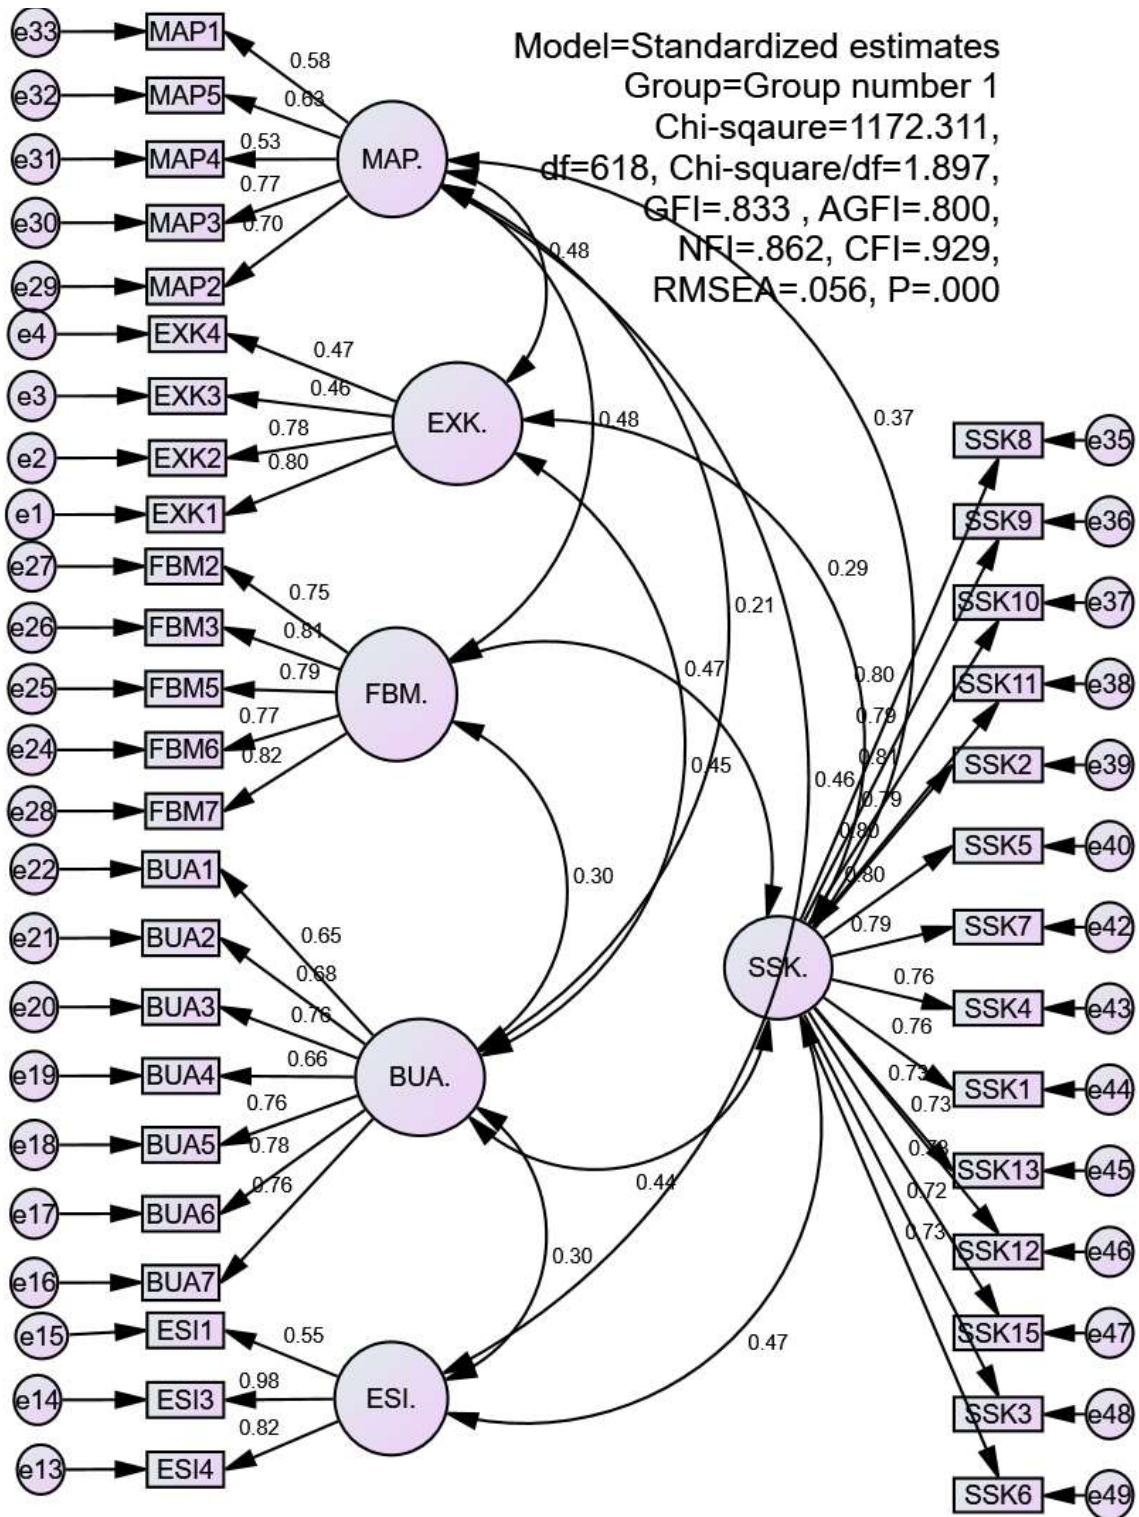 Model=Standardized estimates
Group=Group number 1
Chi-sqaure=1172.311,
df=618, Chi-square/df=1.897,
GFI=.833 , AGFI=.800,
NFI=.862, CFI=.929,
RMSEA=.056, P=.000
e33 MAP1
0.58
e32 MAP5
0.63
e31 MAP4 0.53 MAP.
0.77
e30 MAP3 0.70
e29 MAP2
0.48
e4 EXK4
0.47
e3 EXK3 0.46
EXK.
0.78
e2 EXK2
0.80
e1 EXK1
0.48
0.37
0.29
0.21
e27 FBM2
0.75
e26 FBM3 0.81
0.79
e25 FBM5 FBM.
0.77
e24 FBM6 0.82
e28 FBM7
0.47
0.45
0.46
0.30
e22 BUA1
0.65
e21 BUA2
0.68
e20 BUA3 0.76
0.66
e19 BUA4 BUA.
0.76
e18 BUA5 0.78
0.76
e17 BUA6
e16 BUA7
0.44
0.30
e15 ESI1 0.55
0.98
e14 ESI3 ESI.
0.82
e13 ESI4
0.47
SSK.
SSK8 e35
SSK9 e36
SSK10 e37
SSK11 e38
SSK2 e39
SSK5 e40
SSK7 e42
SSK4 e43
SSK1 e44
SSK13 e45
SSK12 e46
SSK15 e47
SSK3 e48
SSK6 e49
0.80
0.79
0.81
0.79
0.80
0.80
0.79
0.76
0.76
0.73
0.73
0.72
0.73